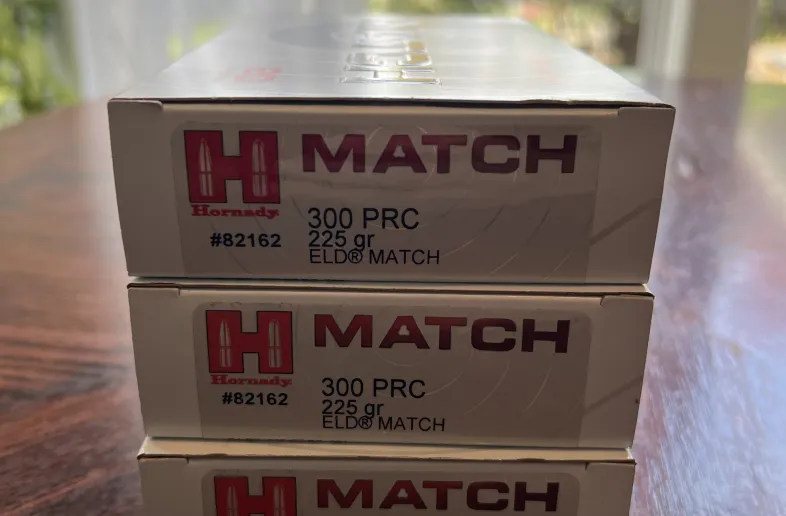 H MATCH
Hornady
300 PRC
#82162
225 gr
ELD® MATCH
H MATCH
Hornady
300 PRC
#82162
225 gr
ELD® MATCH
H MATCH